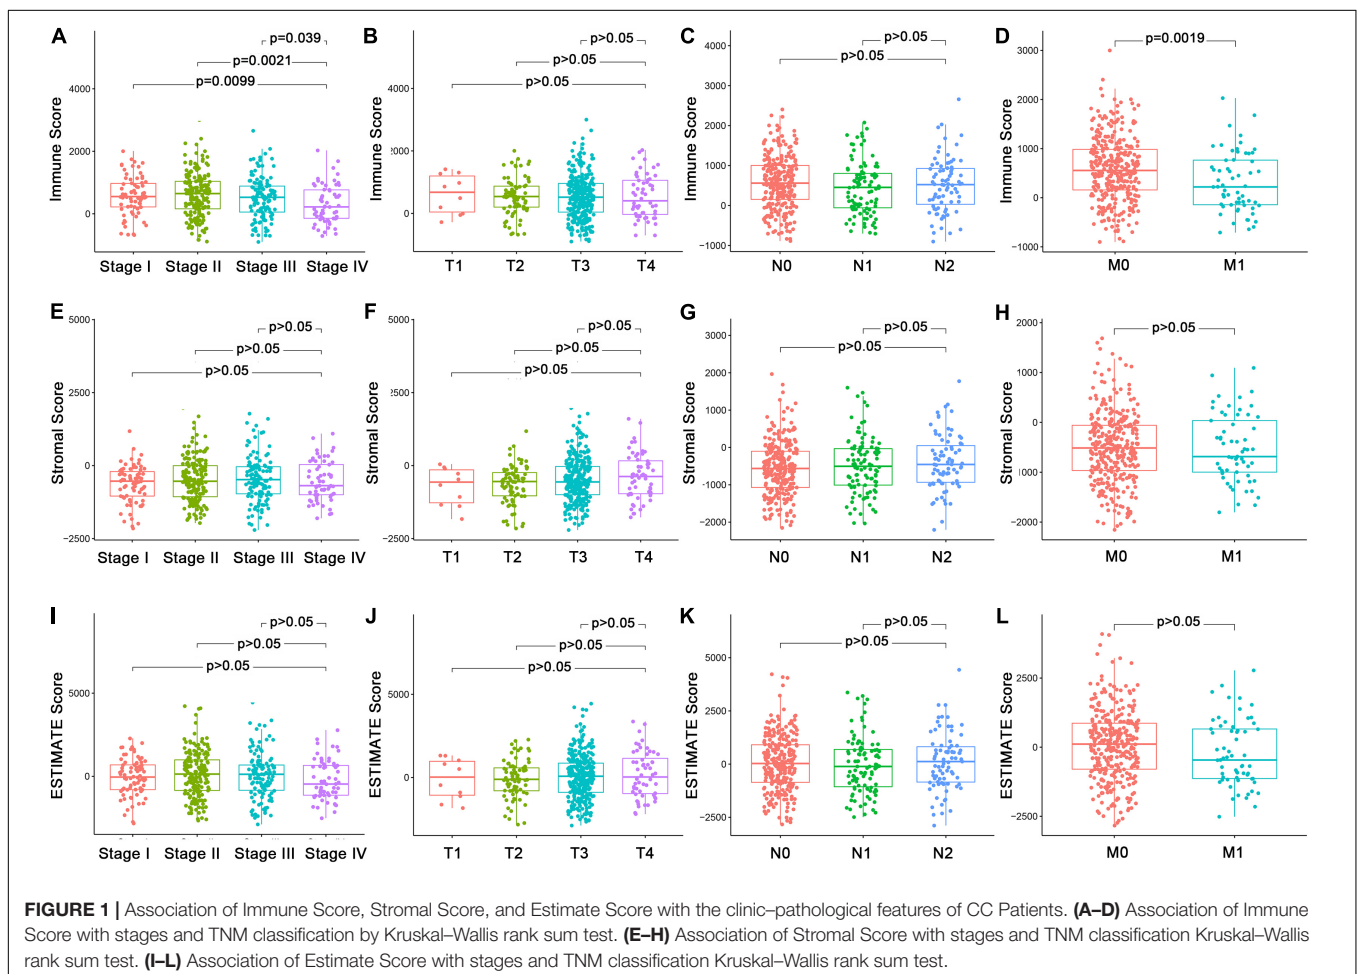 A
p=0.039
p=0.0021
p=0.0099
Immune Score
4000
2000
0
Stage I Stage II Stage III Stage IV
B
p>0.05
p>0.05
p>0.05
Immune Score
4000
2000
0
T1 T2 T3 T4
C
p>0.05
p>0.05
Immune Score
4000
3000
2000
1000
0
−1000
N0 N1 N2
D
p=0.0019
Immune Score
3000
2000
1000
0
−1000
M0 M1
E
p>0.05
p>0.05
p>0.05
Stromal Score
5000
2500
0
−2500
Stage I Stage II Stage III Stage IV
F
p>0.05
p>0.05
p>0.05
Stromal Score
5000
2500
0
−2500
T1 T2 T3 T4
G
p>0.05
p>0.05
Stromal Score
3000
2000
1000
0
−1000
−2000
N0 N1 N2
H
p>0.05
Stromal Score
2000
1000
0
−1000
−2000
M0 M1
I
p>0.05
p>0.05
p>0.05
ESTIMATE Score
5000
0
Stage I Stage II Stage III Stage IV
J
p>0.05
p>0.05
p>0.05
ESTIMATE Score
5000
0
T1 T2 T3 T4
K
p>0.05
p>0.05
ESTIMATE Score
5000
2500
0
−2500
N0 N1 N2
L
p>0.05
ESTIMATE Score
5000
2500
0
−2500
M0 M1
FIGURE 1 | Association of Immune Score, Stromal Score, and Estimate Score with the clinic–pathological features of CC Patients. (A–D) Association of Immune
Score with stages and TNM classification by Kruskal–Wallis rank sum test. (E–H) Association of Stromal Score with stages and TNM classification Kruskal–Wallis
rank sum test. (I–L) Association of Estimate Score with stages and TNM classification Kruskal–Wallis rank sum test.